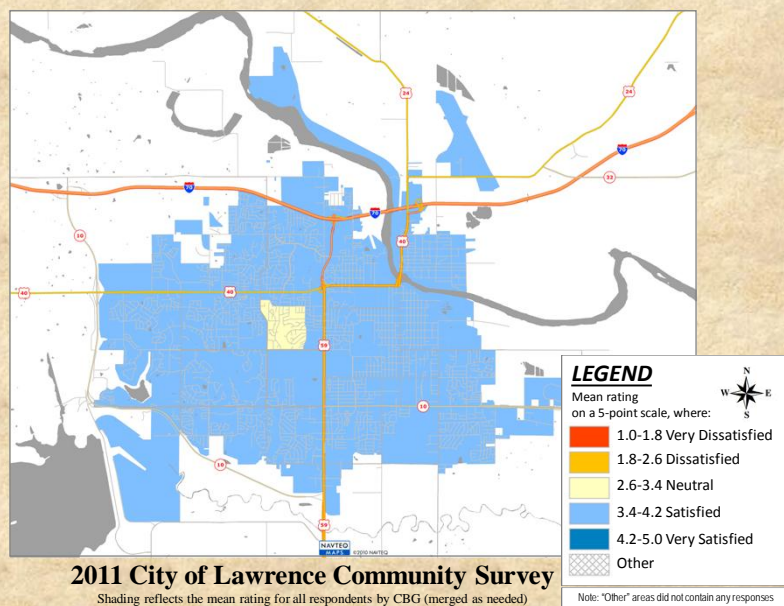 24
24
70
70
32
70
10
40
40
40
59
10
10
59
NAVTEQ
MAPS ©2010 NAVTEQ
LEGEND
Mean rating
on a 5-point scale, where:
N
W E
S
1.0-1.8 Very Dissatisfied
1.8-2.6 Dissatisfied
2.6-3.4 Neutral
3.4-4.2 Satisfied
4.2-5.0 Very Satisfied
Other
2011 City of Lawrence Community Survey
Shading reflects the mean rating for all respondents by CBG (merged as needed)
Note: "Other" areas did not contain any responses